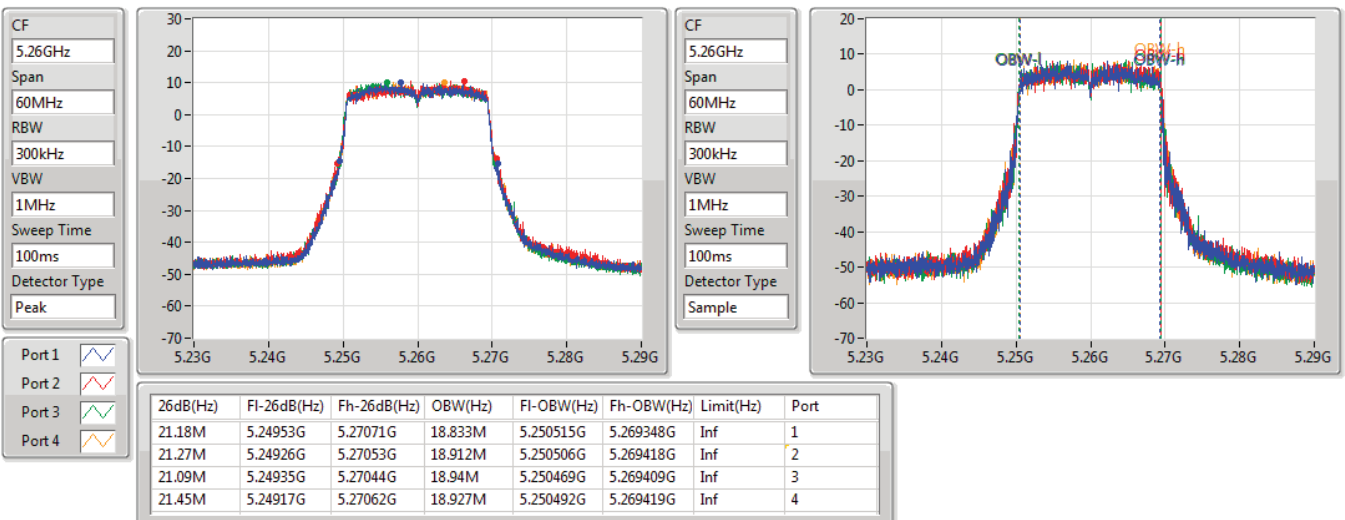 CF
5.26GHz
Span
60MHz
RBW
300kHz
VBW
1MHz
Sweep Time
100ms
Detector Type
Peak
30
20
10
0
-10
-20
-30
-40
-50
-60
-70
5.23G 5.24G 5.25G 5.26G 5.27G 5.28G 5.29G
CF
5.26GHz
Span
60MHz
RBW
300kHz
VBW
1MHz
Sweep Time
100ms
Detector Type
Sample
20
10
0
-10
-20
-30
-40
-50
-60
-70
OBW-l
OBW-h
OBW-h
5.23G 5.24G 5.25G 5.26G 5.27G 5.28G 5.29G
Port 1
Port 2
Port 3
Port 4
26dB(Hz) Fl-26dB(Hz) Fh-26dB(Hz) OBW(Hz) Fl-OBW(Hz) Fh-OBW(Hz) Limit(Hz) Port
21.18M 5.24953G 5.27071G 18.833M 5.250515G 5.269348G Inf 1
21.27M 5.24926G 5.27053G 18.912M 5.250506G 5.269418G Inf 2
21.09M 5.24935G 5.27044G 18.94M 5.250469G 5.269409G Inf 3
21.45M 5.24917G 5.27062G 18.927M 5.250492G 5.269419G Inf 4